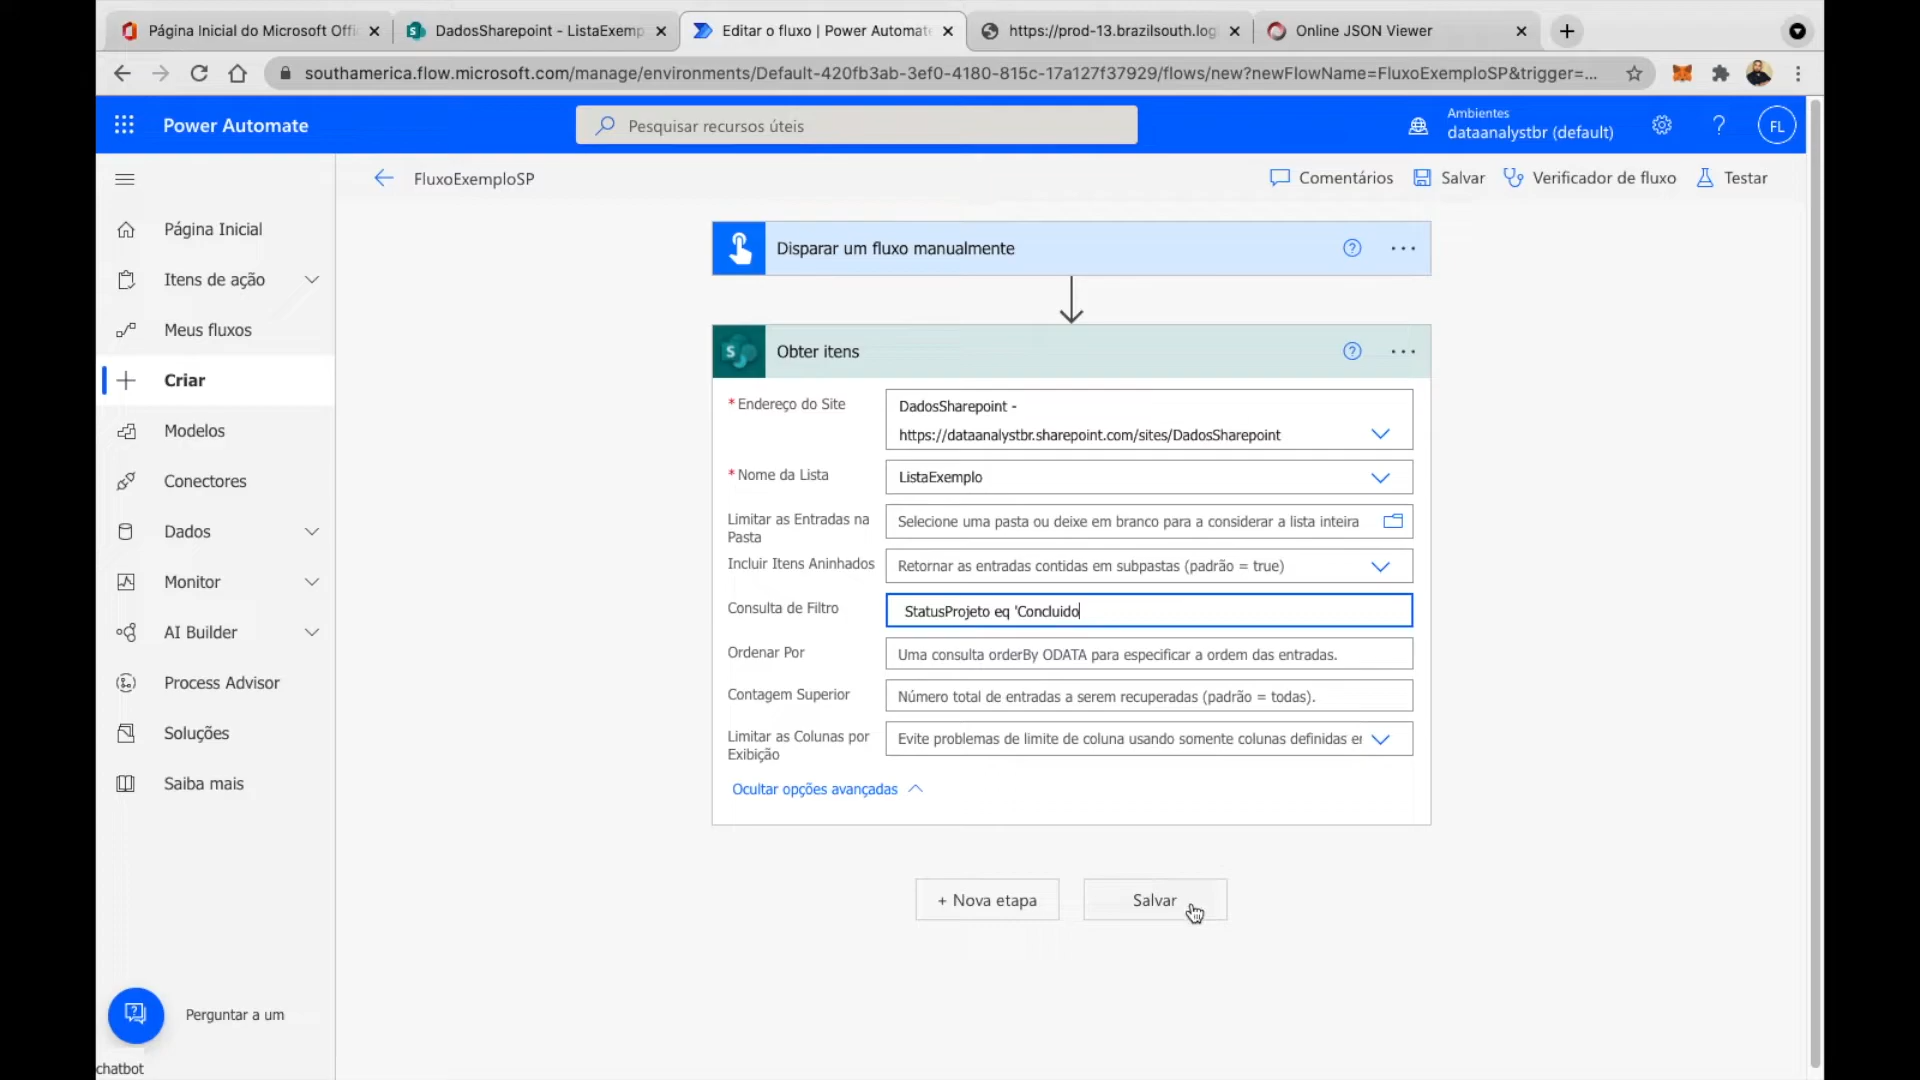 Página Inicial do Microsoft Offi
DadosSharepoint - ListaExemp
Editar o fluxo | Power Automate
https://prod-13.brazilsouth.log
Online JSON Viewer
southamerica.flow.microsoft.com/manage/environments/Default-420fb3ab-3ef0-4180-815c-17a127f37929/flows/new?newFlowName=FluxoExemploSP&trigger=...
Power Automate
Pesquisar recursos úteis
Ambientes
dataanalystbr (default)
FL
FluxoExemploSP
Comentários
Salvar
Verificador de fluxo
Testar
Página Inicial
Itens de ação
Meus fluxos
Criar
Modelos
Conectores
Dados
Monitor
AI Builder
Process Advisor
Soluções
Saiba mais
Perguntar a um
chatbot
Disparar um fluxo manualmente
Obter itens
* Endereço do Site
DadosSharepoint -
https://dataanalystbr.sharepoint.com/sites/DadosSharepoint
* Nome da Lista
ListaExemplo
Limitar as Entradas na
Pasta
Selecione uma pasta ou deixe em branco para a considerar a lista inteira
Incluir Itens Aninhados
Retornar as entradas contidas em subpastas (padrão = true)
Consulta de Filtro
StatusProjeto eq 'Concluido
Ordenar Por
Uma consulta orderBy ODATA para especificar a ordem das entradas.
Contagem Superior
Número total de entradas a serem recuperadas (padrão = todas).
Limitar as Colunas por
Exibição
Evite problemas de limite de coluna usando somente colunas definidas er
Ocultar opções avançadas
+ Nova etapa
Salvar